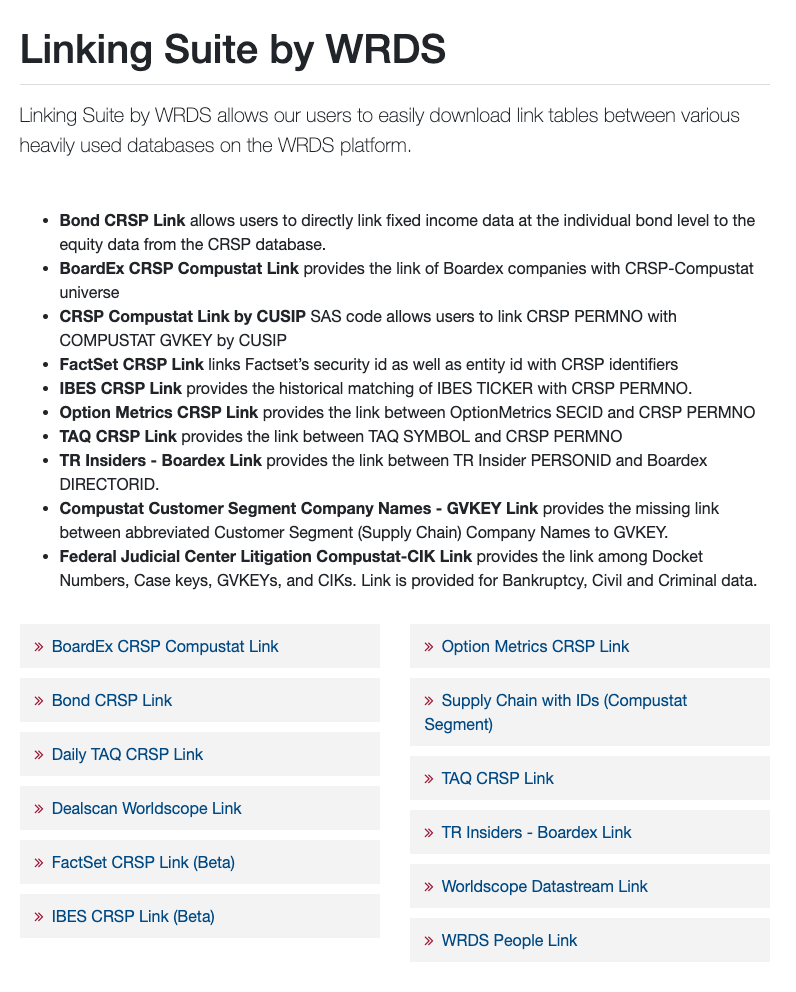 Linking Suite by WRDS
Linking Suite by WRDS allows our users to easily download link tables between various
heavily used databases on the WRDS platform.
• Bond CRSP Link allows users to directly link fixed income data at the individual bond level to the
equity data from the CRSP database.
• BoardEx CRSP Compustat Link provides the link of Boardex companies with CRSP-Compustat
universe
• CRSP Compustat Link by CUSIP SAS code allows users to link CRSP PERMNO with
COMPUSTAT GVKEY by CUSIP
• FactSet CRSP Link links Factset’s security id as well as entity id with CRSP identifiers
• IBES CRSP Link provides the historical matching of IBES TICKER with CRSP PERMNO.
• Option Metrics CRSP Link provides the link between OptionMetrics SECID and CRSP PERMNO
• TAQ CRSP Link provides the link between TAQ SYMBOL and CRSP PERMNO
• TR Insiders - Boardex Link provides the link between TR Insider PERSONID and Boardex
DIRECTORID.
• Compustat Customer Segment Company Names - GVKEY Link provides the missing link
between abbreviated Customer Segment (Supply Chain) Company Names to GVKEY.
• Federal Judicial Center Litigation Compustat-CIK Link provides the link among Docket
Numbers, Case keys, GVKEYs, and CIKs. Link is provided for Bankruptcy, Civil and Criminal data.
» BoardEx CRSP Compustat Link
» Bond CRSP Link
» Daily TAQ CRSP Link
» Dealscan Worldscope Link
» FactSet CRSP Link (Beta)
» IBES CRSP Link (Beta)
» Option Metrics CRSP Link
» Supply Chain with IDs (Compustat
Segment)
» TAQ CRSP Link
» TR Insiders - Boardex Link
» Worldscope Datastream Link
» WRDS People Link